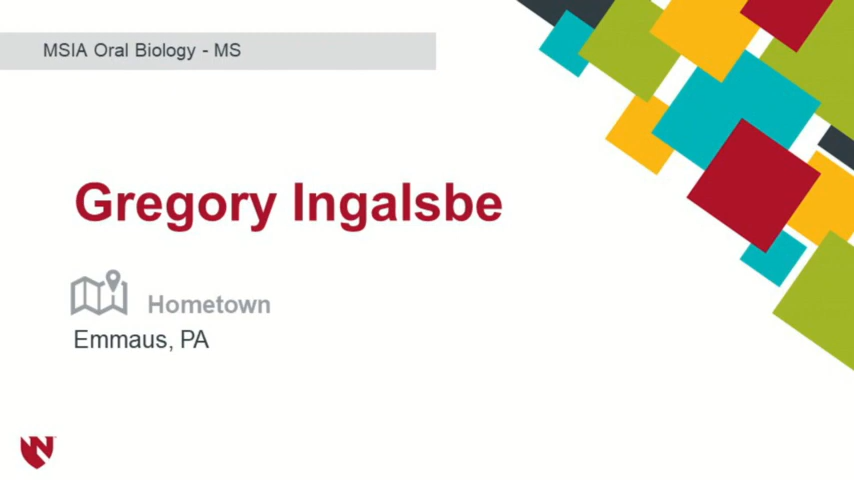 MSIA Oral Biology - MS
Gregory Ingalsbe
Hometown
Emmaus, PA